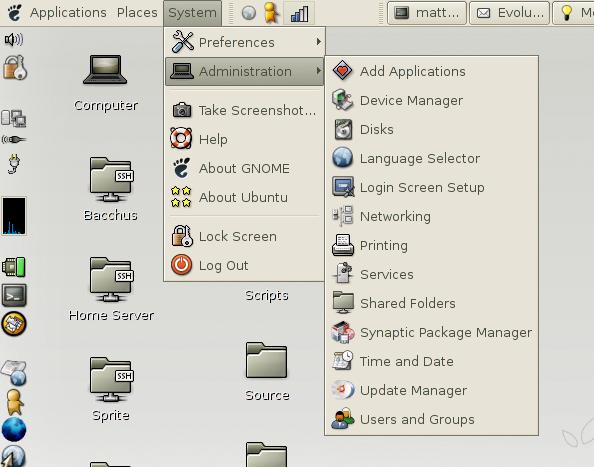 Applications Places System
matt...
Evolu...
M
Preferences
Administration
Take Screenshot...
Help
About GNOME
About Ubuntu
Lock Screen
Log Out
Add Applications
Device Manager
Disks
Language Selector
Login Screen Setup
Networking
Printing
Services
Shared Folders
Synaptic Package Manager
Time and Date
Update Manager
Users and Groups
Computer
SSH
Bacchus
SSH
Home Server
Scripts
SSH
Sprite
Source